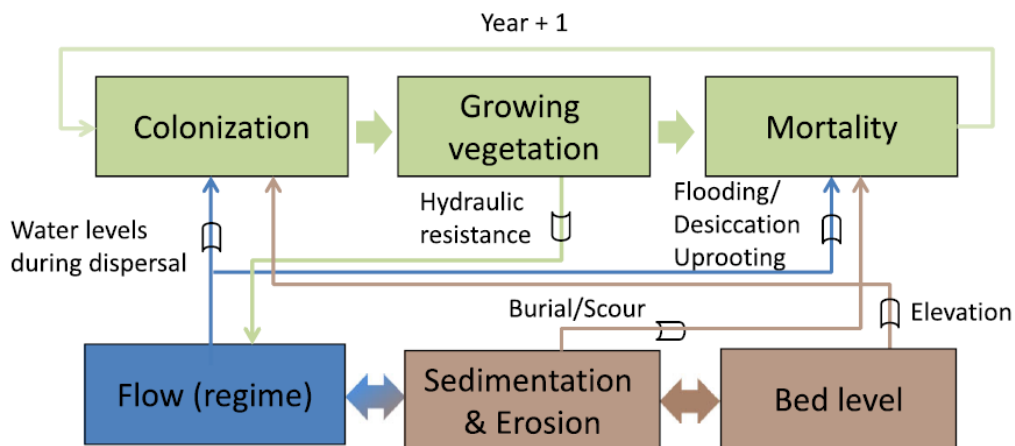 Year + 1
Colonization
Growing
vegetation
Mortality
Water levels
during dispersal
Hydraulic
resistance
Flooding/
Desiccation
Uprooting
Burial/Scour
Elevation
Flow (regime)
Sedimentation
& Erosion
Bed level